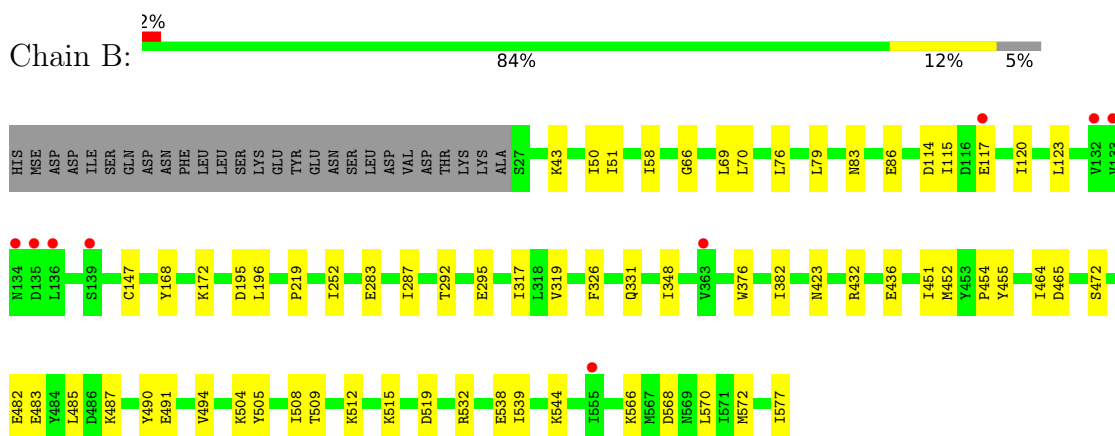 2%
Chain B:
84% 12% 5%
HIS MSE ASP ASP ILE SER GLN ASP ASN PHE LEU LEU SER LYS GLU TYR GLU ASN SER LEU ASP VAL ASP THR LYS LYS ALA S27 K43 I50 I51 I58 G66 L69 L70 L76 L79 N83 E86 D114 I115 D116 E117 I120 L123 V132 V133
N134 D135 L136 S139 C147 Y168 K172 D195 L196 P219 I252 E283 I287 T292 E295 I317 L318 V319 F326 Q331 I348 V363 W376 I382 N423 R432 E436 I451 M452 Y453 P454 Y455 I464 D465 S472
E482 E483 Y484 L485 D486 K487 Y490 E491 V494 K504 Y505 I508 T509 K512 K515 D519 R532 E538 I539 K544 I555 K566 M567 D568 N569 L570 I571 M572 I577